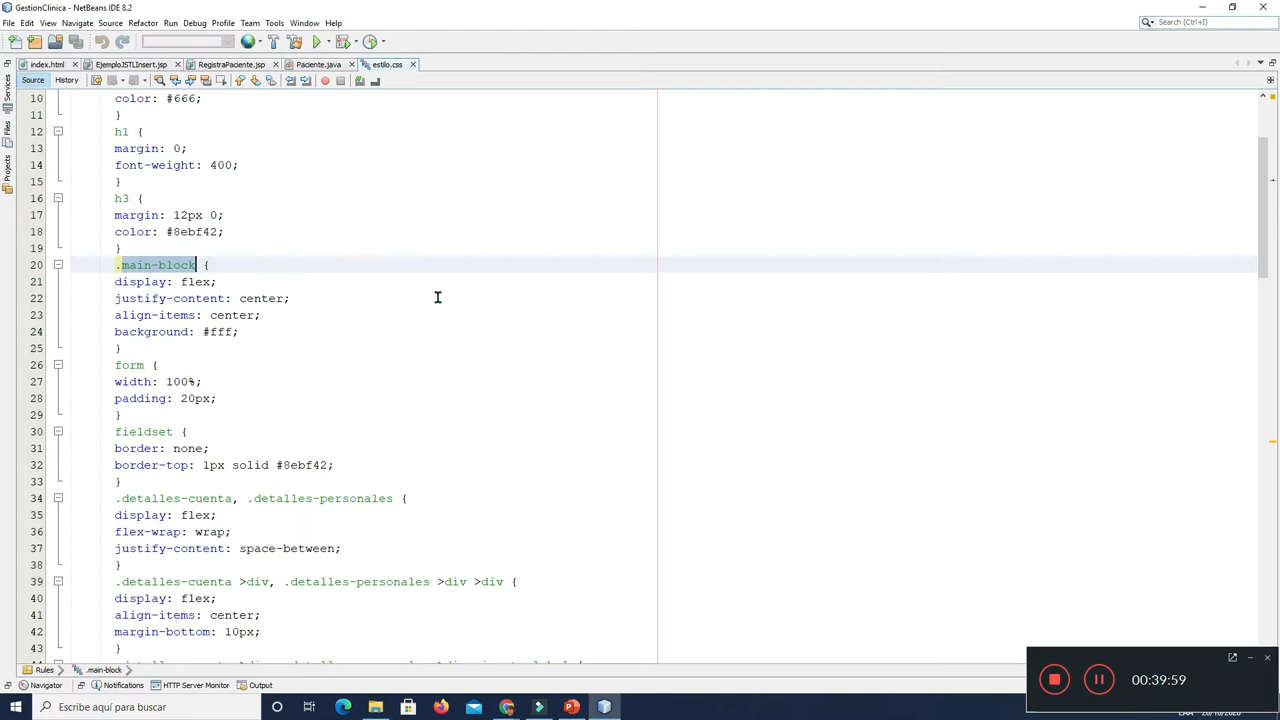 GestionClinica - NetBeans IDE 8.2
File Edit View Navigate Source Refactor Run Debug Profile Team Tools Window Help
Search (Ctrl+I)
index.html EjemploJSTLInsert.jsp RegistraPaciente.jsp Paciente.java estilo.css
Source History
Services
Files
Projects
10 color: #666;
11 }
12 h1 {
13 margin: 0;
14 font-weight: 400;
15 }
16 h3 {
17 margin: 12px 0;
18 color: #8ebf42;
19 }
20 .main-block {
21 display: flex;
22 justify-content: center;
23 align-items: center;
24 background: #fff;
25 }
26 form {
27 width: 100%;
28 padding: 20px;
29 }
30 fieldset {
31 border: none;
32 border-top: 1px solid #8ebf42;
33 }
34 .detalles-cuenta, .detalles-personales {
35 display: flex;
36 flex-wrap: wrap;
37 justify-content: space-between;
38 }
39 .detalles-cuenta >div, .detalles-personales >div >div {
40 display: flex;
41 align-items: center;
42 margin-bottom: 10px;
43 }
Rules .main-block
Navigator Notifications HTTP Server Monitor Output
00:39:59
Escribe aquí para buscar